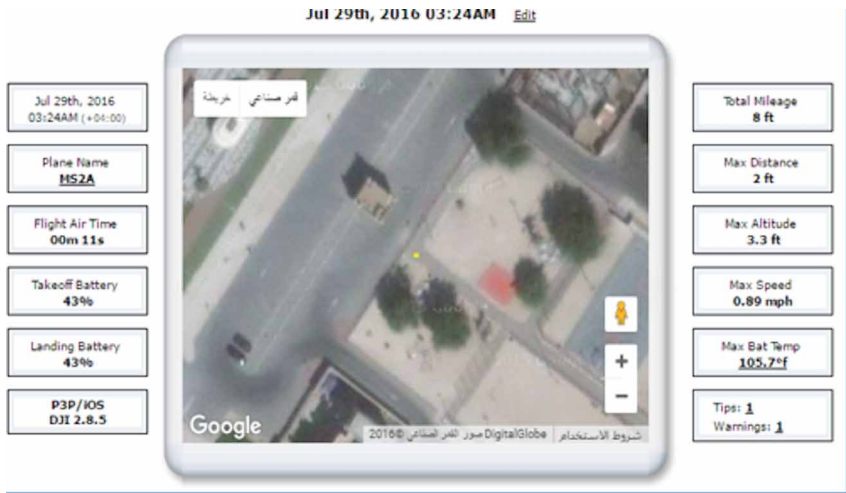 Jul 29th, 2016 03:24AM Edit
Jul 29th, 2016
03:24AM (+04:00)
Plane Name
MS2A
Flight Air Time
00m 11s
Takeoff Battery
43%
Landing Battery
43%
P3P/iOS
DJI 2.8.5
قمر صناعي
خريطة
+
−
Google
صور القمر الصناعي ©2016 DigitalGlobe
شروط الاستخدام
Total Mileage
8 ft
Max Distance
2 ft
Max Altitude
3.3 ft
Max Speed
0.89 mph
Max Bat Temp
105.7°f
Tips: 1
Warnings: 1